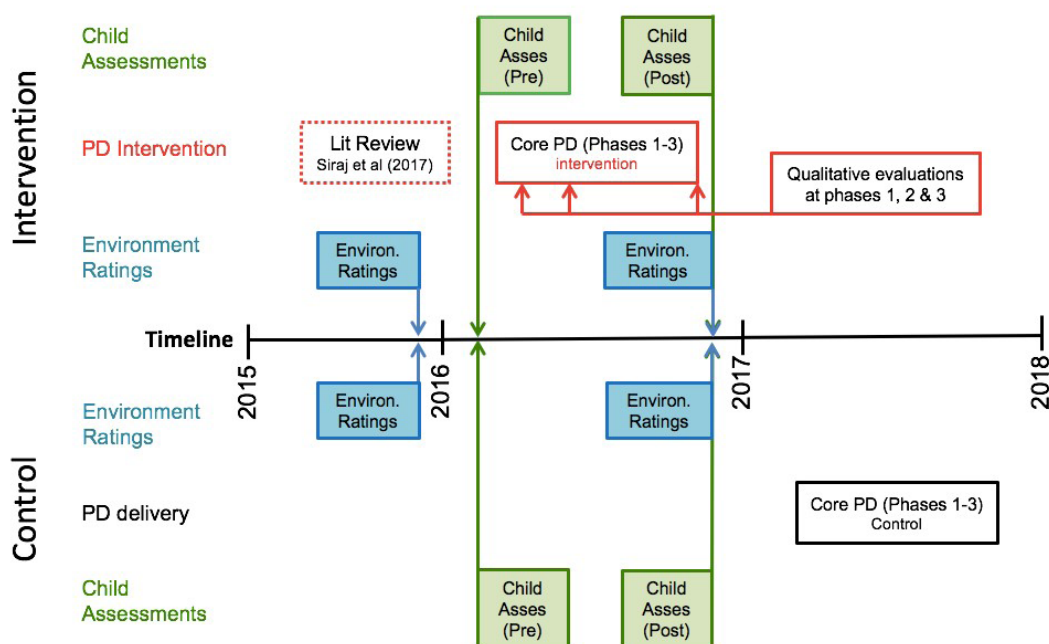 Intervention
Child
Assessments
Child
Asses
(Pre)
Child
Asses
(Post)
PD Intervention
Lit Review
Siraj et al (2017)
Core PD (Phases 1-3)
intervention
Qualitative evaluations
at phases 1, 2 & 3
Environment
Ratings
Environ.
Ratings
Environ.
Ratings
Timeline
2015
2016
2017
2018
Control
Environment
Ratings
Environ.
Ratings
Environ.
Ratings
PD delivery
Core PD (Phases 1-3)
Control
Child
Assessments
Child
Asses
(Pre)
Child
Asses
(Post)